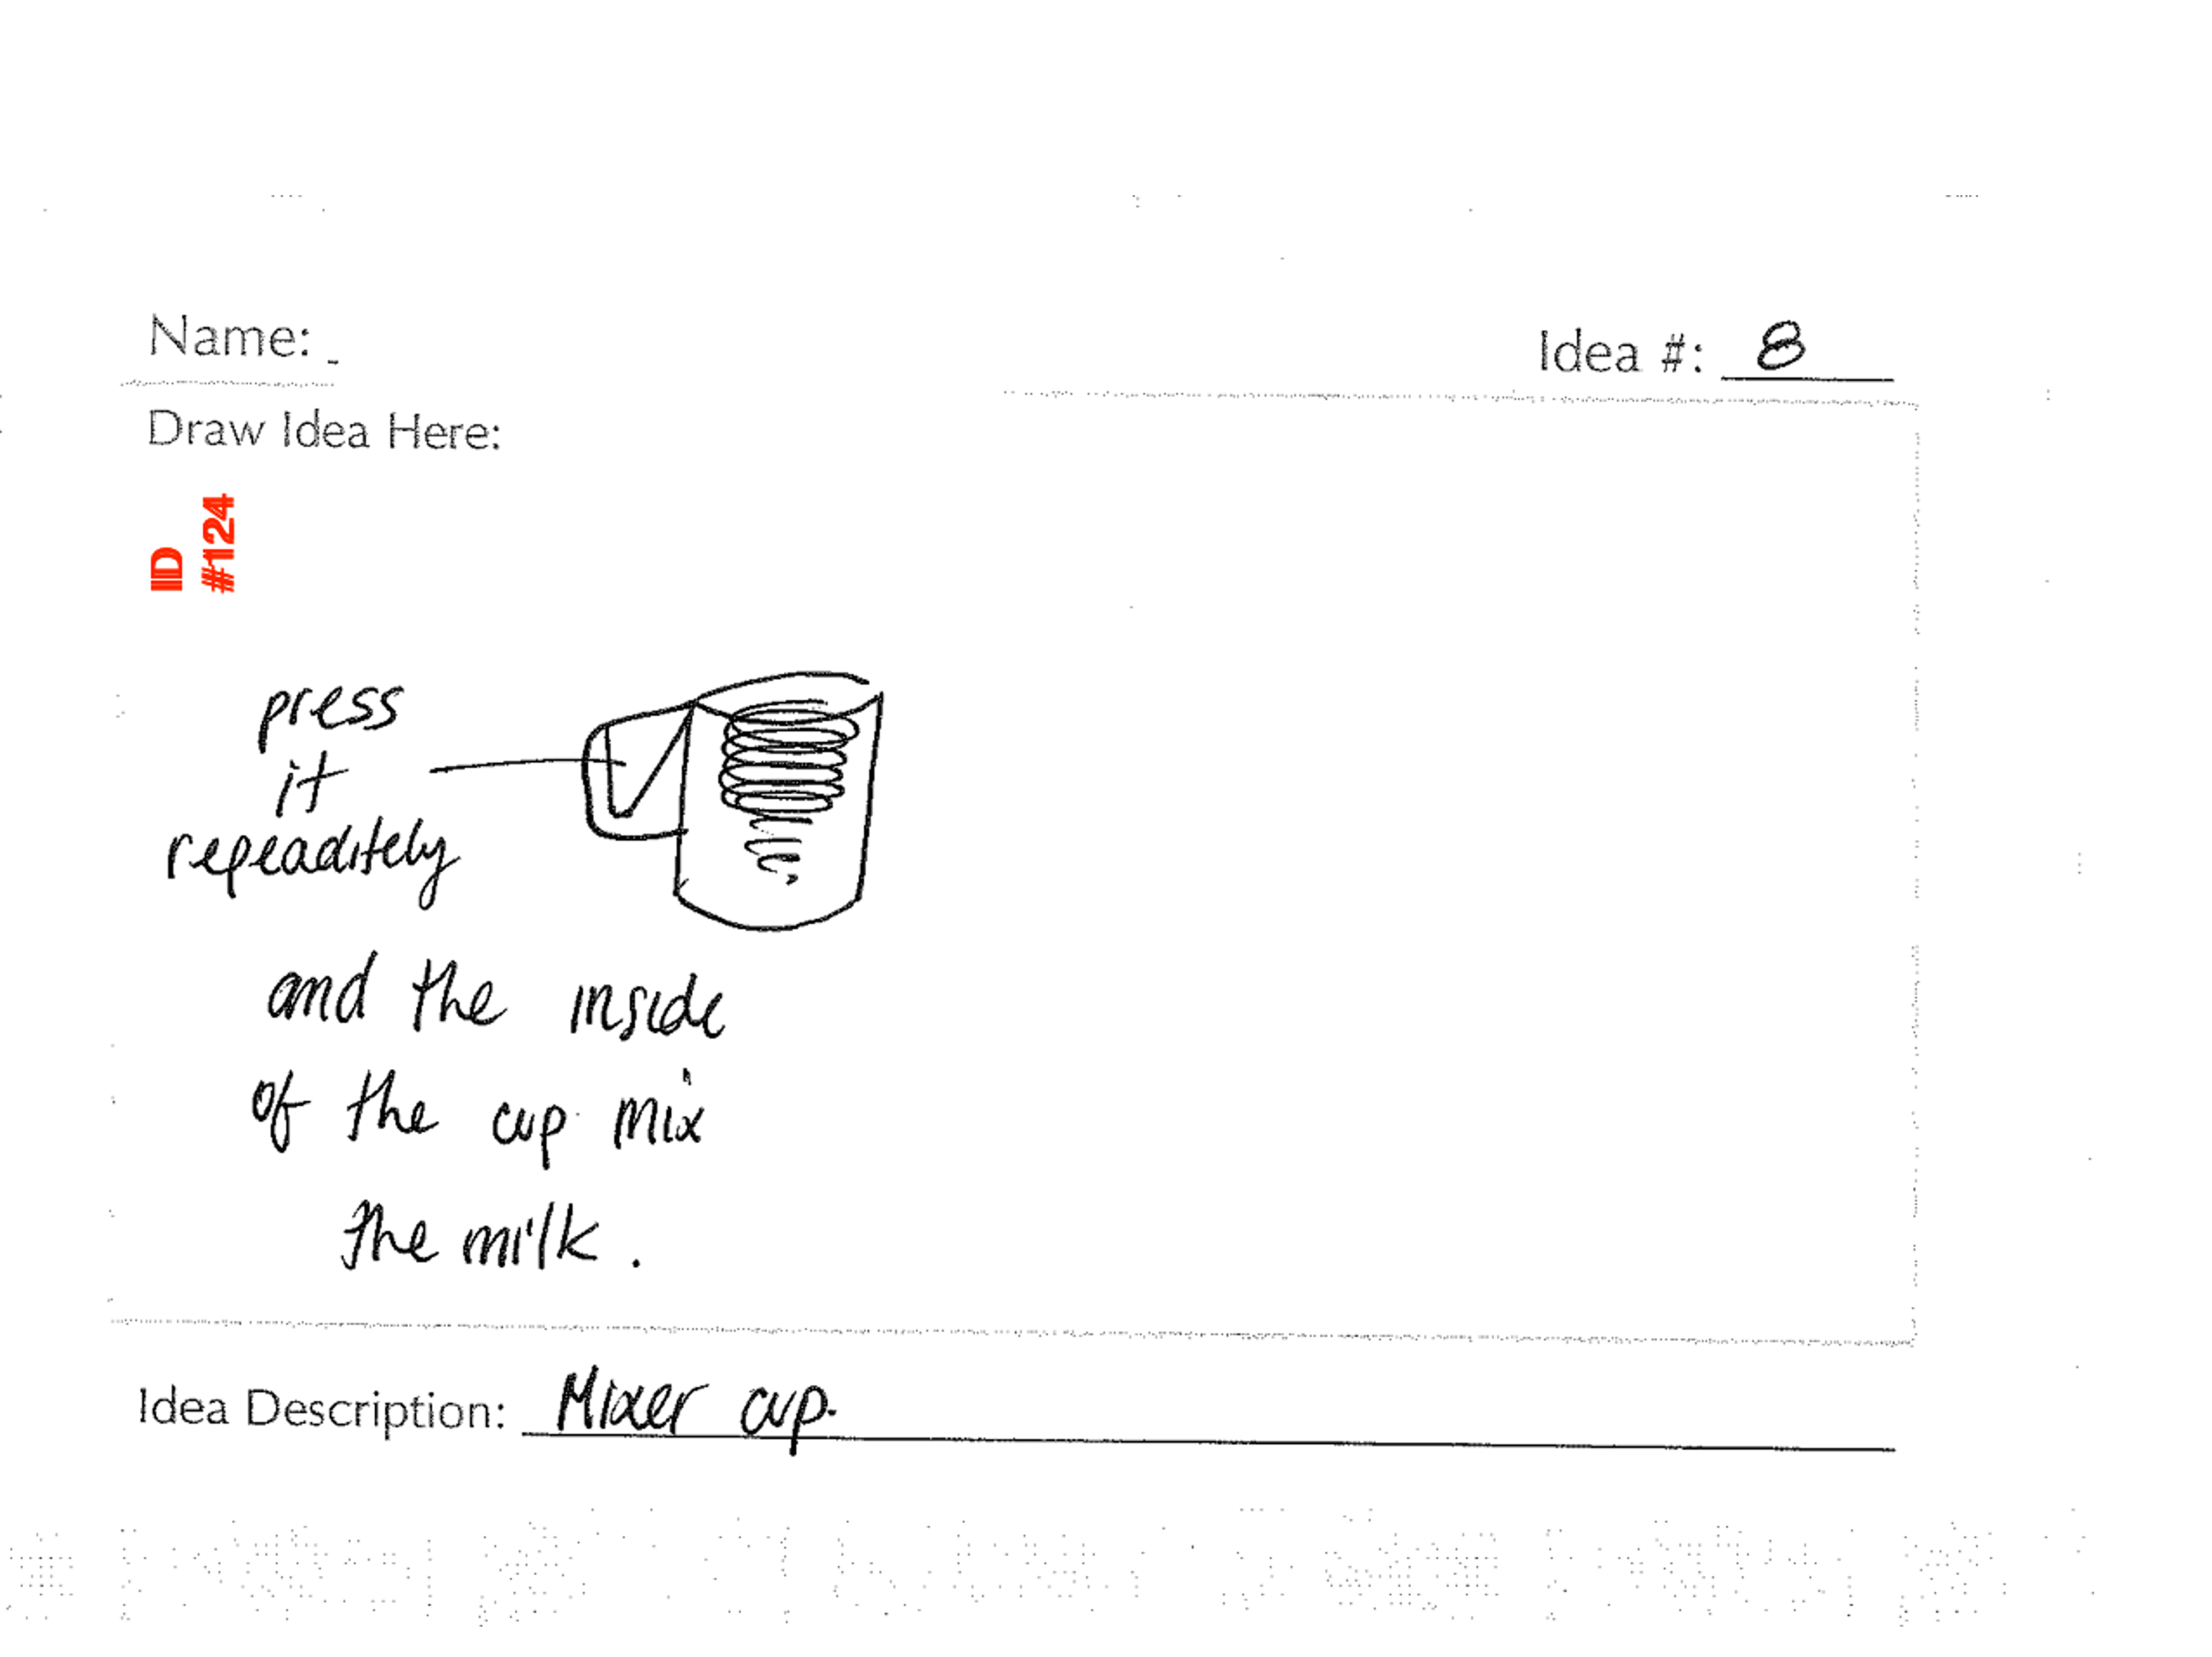 Name:
Idea #: 8
Draw Idea Here:
ID
#124
press
it
repeaditely
and the inside
of the cup mix
the milk.
Idea Description: Mixer cup.